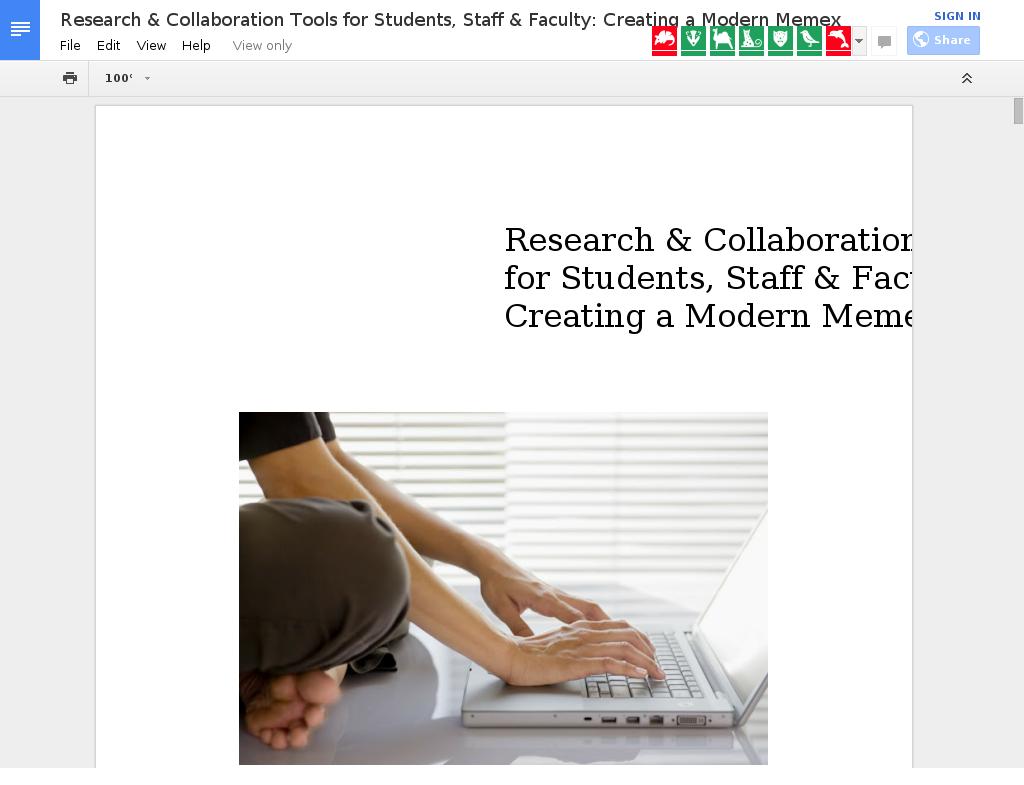 Research & Collaboration Tools for Students, Staff & Faculty: Creating a Modern Memex
SIGN IN
File Edit View Help View only
Share
100%
Research & Collaboration
for Students, Staff & Fac
Creating a Modern Meme